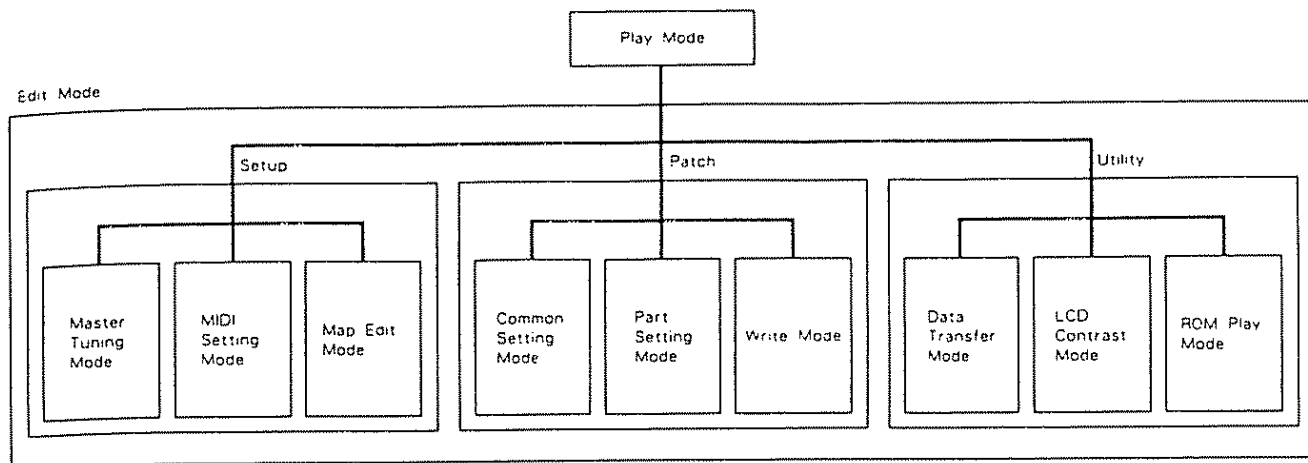 Play Mode
Edit Mode
Setup
Patch
Utility
Master
Tuning
Mode
MIDI
Setting
Mode
Map Edit
Mode
Common
Setting
Mode
Part
Setting
Mode
Write Mode
Data
Transfer
Mode
LCD
Contrast
Mode
ROM Play
Mode